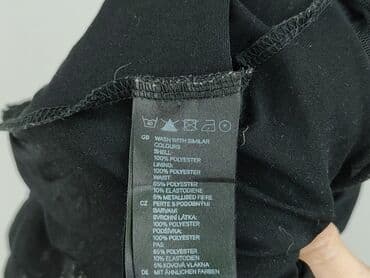 GB WASH WITH SIMILAR
COLOURS
SHELL:
100% POLYESTER
LINING:
100% POLYESTER
WAIST:
85% POLYESTER
10% ELASTODIEN
5% METALLISED FIBRE
CZ PERTE S PODOBNÝMI
BARVAMI
SVRCHNÍ LÁTKA:
100% POLYESTER
PODŠÍVKA:
100% POLYESTER
PAS:
85% POLYESTER
10% ELASTODIEN
5% KOVOVÁ VLÁKNA
DE MIT ÄHNLICHEN FARBEN